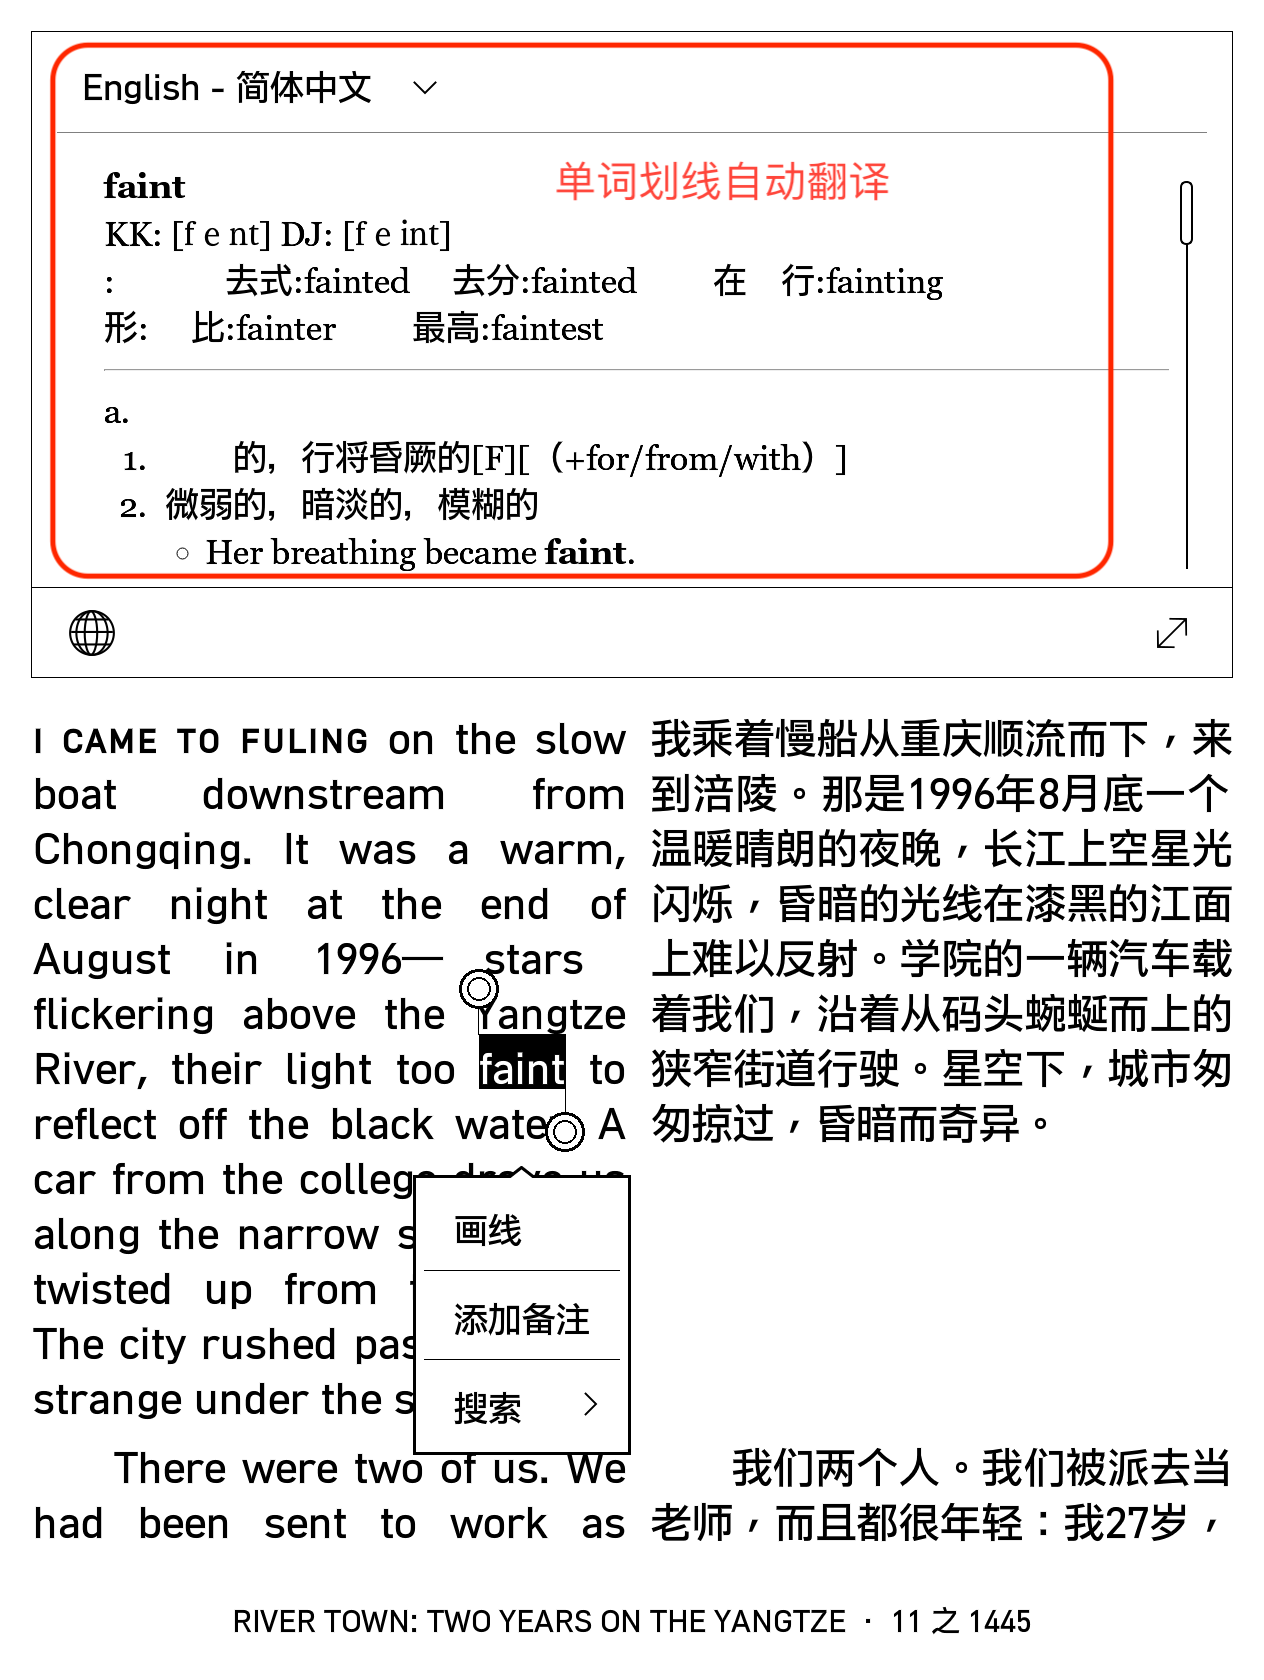 English - 简体中文
单词划线自动翻译
faint
KK: [f e nt] DJ: [f e int]
: 去式:fainted 去分:fainted 在 行:fainting
形: 比:fainter 最高:faintest
a.
1. 的，行将昏厥的[F][（+for/from/with）]
2. 微弱的，暗淡的，模糊的
○ Her breathing became faint.
I CAME TO FULING on the slow
boat downstream from
Chongqing. It was a warm,
clear night at the end of
August in 1996— stars
flickering above the Yangtze
River, their light too faint to
reflect off the black water. A
car from the college drove us
along the narrow s
twisted up from
The city rushed pas
strange under the s
There were two of us. We
had been sent to work as
我乘着慢船从重庆顺流而下，来
到涪陵。那是1996年8月底一个
温暖晴朗的夜晚，长江上空星光
闪烁，昏暗的光线在漆黑的江面
上难以反射。学院的一辆汽车载
着我们，沿着从码头蜿蜒而上的
狭窄街道行驶。星空下，城市匆
匆掠过，昏暗而奇异。
我们两个人。我们被派去当
老师，而且都很年轻：我27岁，
画线
添加备注
搜索
RIVER TOWN: TWO YEARS ON THE YANGTZE · 11 之 1445